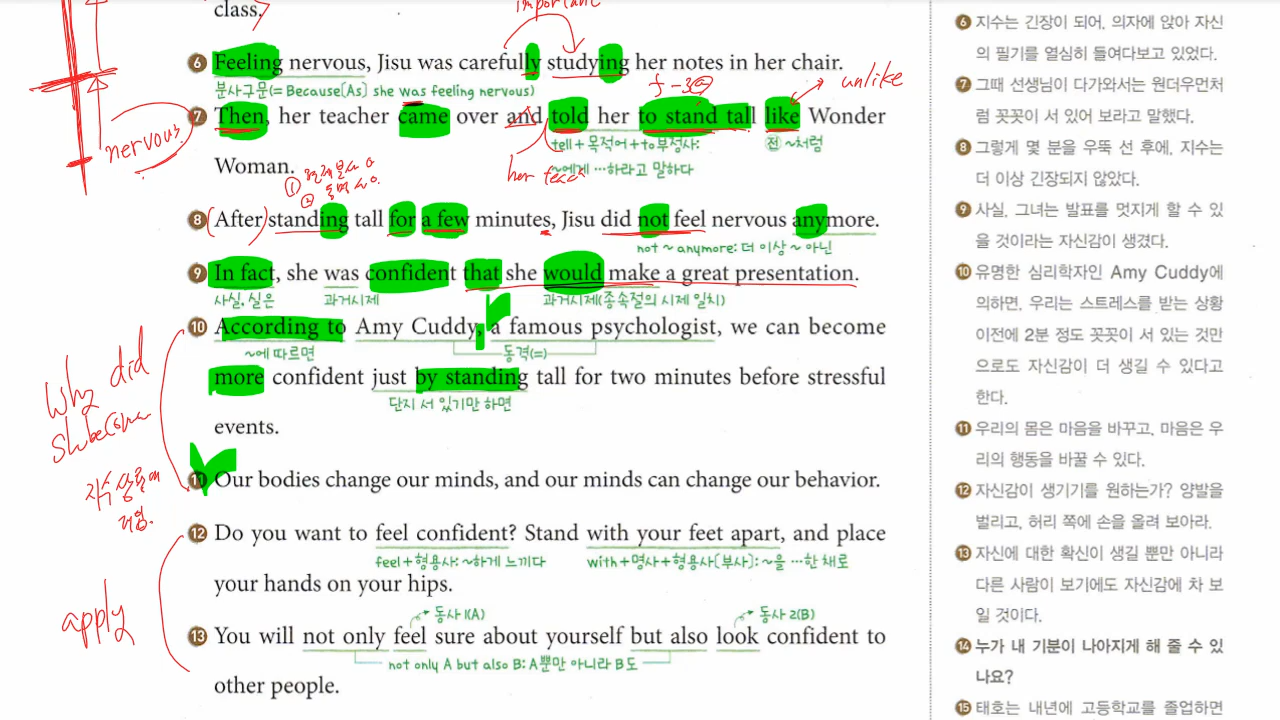 class.
important
6 Feeling nervous, Jisu was carefully studying her notes in her chair.
분사구문(= Because[As] she was feeling nervous)
unlike
7 Then, her teacher came over and told her to stand tall like Wonder
tell + 목적어 + to부정사:
전 ~처럼
nervous
Woman.
~에게 …하라고 말하다
her teach
8 (After) standing tall for a few minutes, Jisu did not feel nervous anymore.
not ~ anymore: 더 이상 ~ 아닌
9 In fact, she was confident that she would make a great presentation.
사실, 실은
과거시제
과거시제(종속절의 시제 일치)
10 According to Amy Cuddy, a famous psychologist, we can become
~에 따르면
동격(=)
Why did
more confident just by standing tall for two minutes before stressful
단지 서 있기만 하면
events.
11 Our bodies change our minds, and our minds can change our behavior.
12 Do you want to feel confident? Stand with your feet apart, and place
feel + 형용사: ~하게 느끼다
with + 명사 + 형용사[부사]: ~을 …한 채로
your hands on your hips.
apply
동사 1(A)
동사 2(B)
13 You will not only feel sure about yourself but also look confident to
not only A but also B: A뿐만 아니라 B도
other people.
6 지수는 긴장이 되어, 의자에 앉아 자신
의 필기를 열심히 들여다보고 있었다.
7 그때 선생님이 다가와서는 원더우먼처
럼 꼿꼿이 서 있어 보라고 말했다.
8 그렇게 몇 분을 우뚝 선 후에, 지수는
더 이상 긴장되지 않았다.
9 사실, 그녀는 발표를 멋지게 할 수 있
을 것이라는 자신감이 생겼다.
10 유명한 심리학자인 Amy Cuddy에
의하면, 우리는 스트레스를 받는 상황
이전에 2분 정도 꼿꼿이 서 있는 것만
으로도 자신감이 더 생길 수 있다고
한다.
11 우리의 몸은 마음을 바꾸고, 마음은 우
리의 행동을 바꿀 수 있다.
12 자신감이 생기기를 원하는가? 양발을
벌리고, 허리 쪽에 손을 올려 보아라.
13 자신에 대한 확신이 생길 뿐만 아니라
다른 사람이 보기에도 자신감에 차 보
일 것이다.
14 누가 내 기분이 나아지게 해 줄 수 있
나요?
15 태호는 내년에 고등학교를 졸업하면